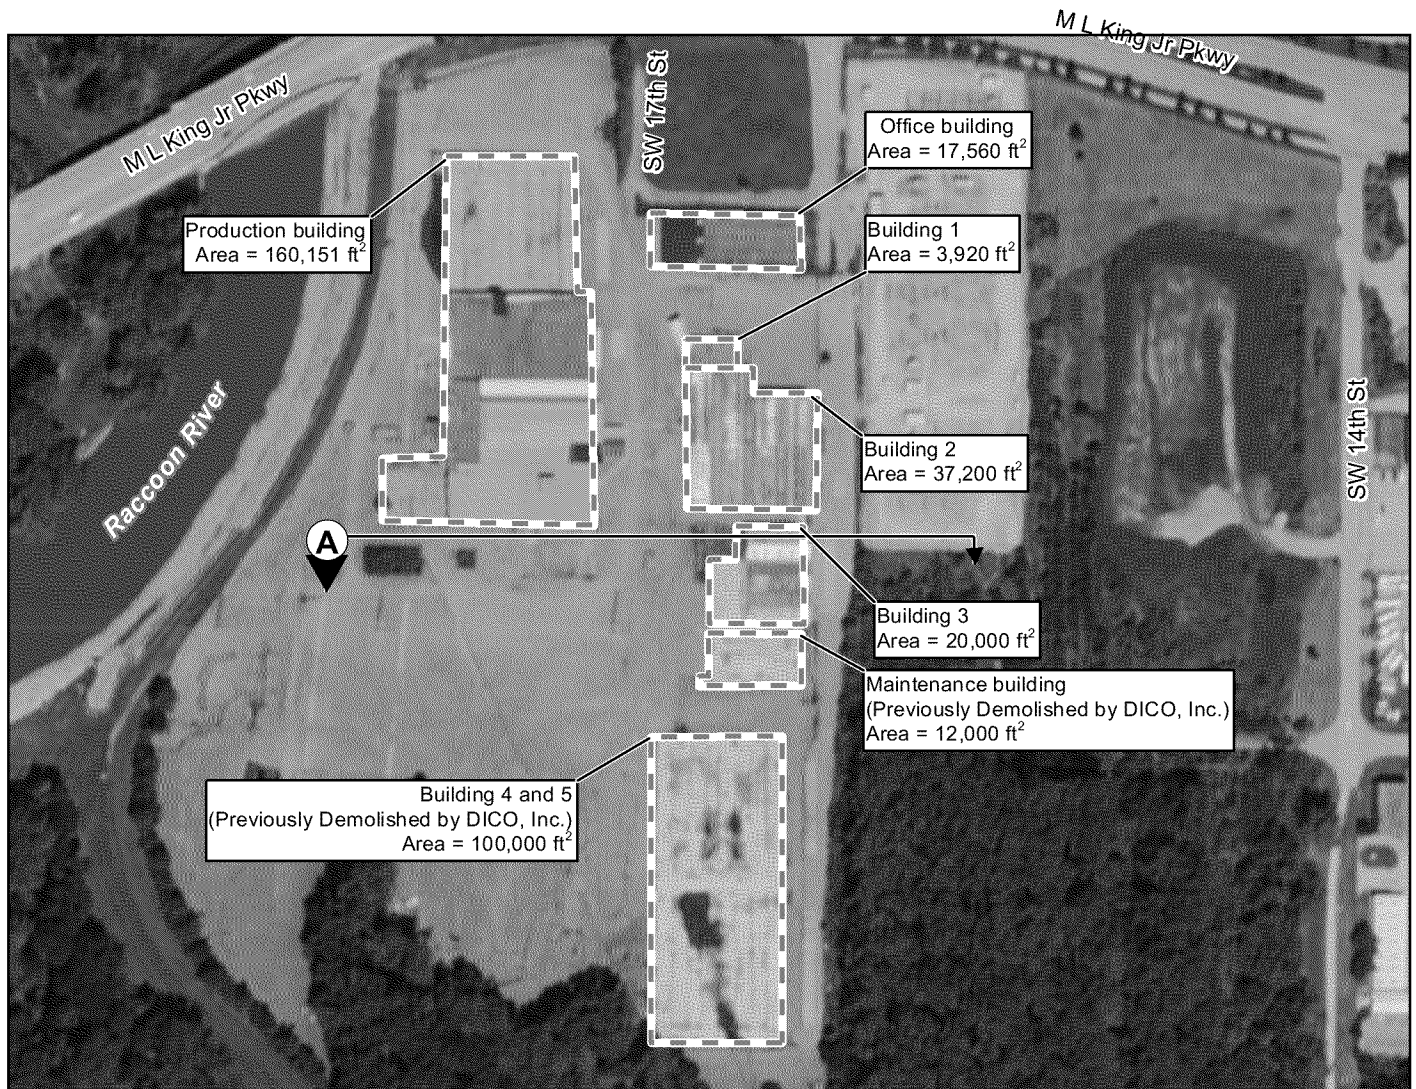 M L King Jr Pkwy
M L King Jr Pkwy
SW 17th St
Office building
Area = 17,560 ft²
Production building
Area = 160,151 ft²
Building 1
Area = 3,920 ft²
Raccoon River
SW 14th St
Building 2
Area = 37,200 ft²
A
Building 3
Area = 20,000 ft²
Maintenance building
(Previously Demolished by DICO, Inc.)
Area = 12,000 ft²
Building 4 and 5
(Previously Demolished by DICO, Inc.)
Area = 100,000 ft²